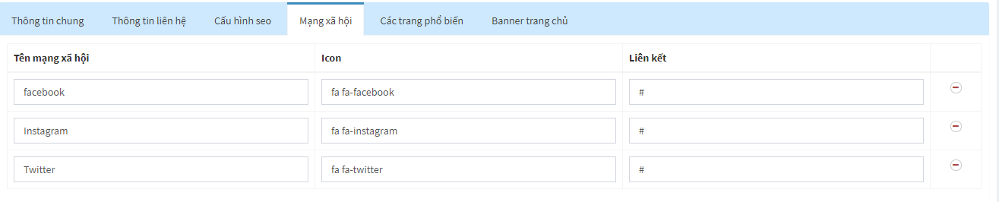 Thông tin chung Thông tin liên hệ Cấu hình seo Mạng xã hội Các trang phổ biến Banner trang chủ
Tên mạng xã hội Icon Liên kết
facebook fa fa-facebook #
Instagram fa fa-instagram #
Twitter fa fa-twitter #